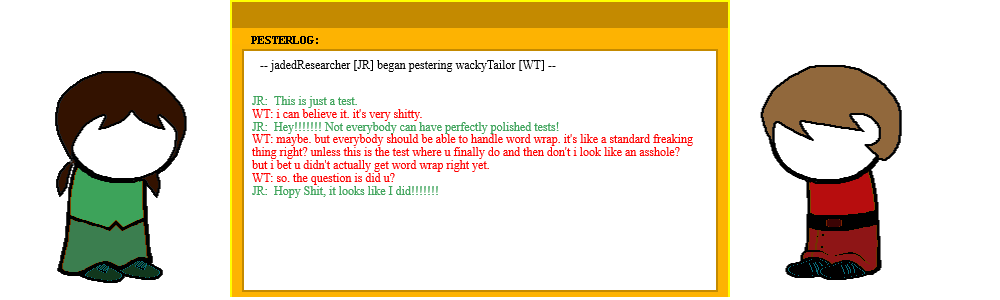 PESTERLOG:
-- jadedResearcher [JR] began pestering wackyTailor [WT] --
JR: This is just a test.
WT: i can believe it. it's very shitty.
JR: Hey!!!!!!! Not everybody can have perfectly polished tests!
WT: maybe. but everybody should be able to handle word wrap. it's like a standard freaking
thing right? unless this is the test where u finally do and then don't i look like an asshole?
but i bet u didn't actually get word wrap right yet.
WT: so. the question is did u?
JR: Hopy Shit, it looks like I did!!!!!!!